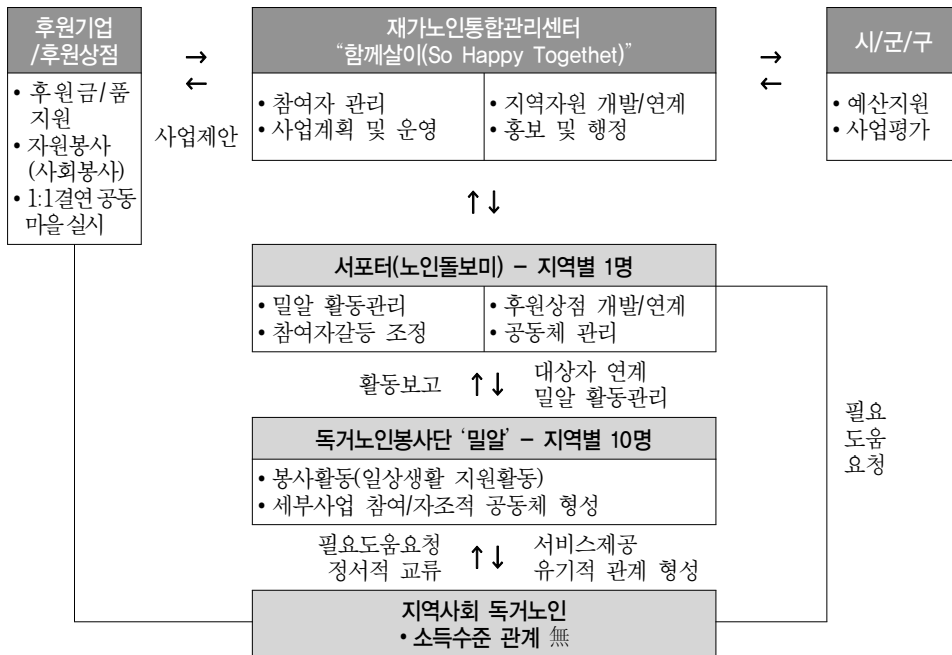 후원기업
/후원상점
• 후원금/품
지원
• 자원봉사
(사회봉사)
• 1:1결연 공동
마을 실시
→
←
사업제안
재가노인통합관리센터
“함께살이(So Happy Togethet)”
• 참여자 관리
• 사업계획 및 운영
• 지역자원 개발/연계
• 홍보 및 행정
→
←
시/군/구
• 예산지원
• 사업평가
↑↓
서포터(노인돌보미) - 지역별 1명
• 밀알 활동관리
• 참여자갈등 조정
• 후원상점 개발/연계
• 공동체 관리
활동보고 ↑↓ 대상자 연계
밀알 활동관리
독거노인봉사단 ‘밀알’ - 지역별 10명
• 봉사활동(일상생활 지원활동)
• 세부사업 참여/자조적 공동체 형성
필요
도움
요청
필요도움요청
정서적 교류
↑↓
서비스제공
유기적 관계 형성
지역사회 독거노인
• 소득수준 관계 無